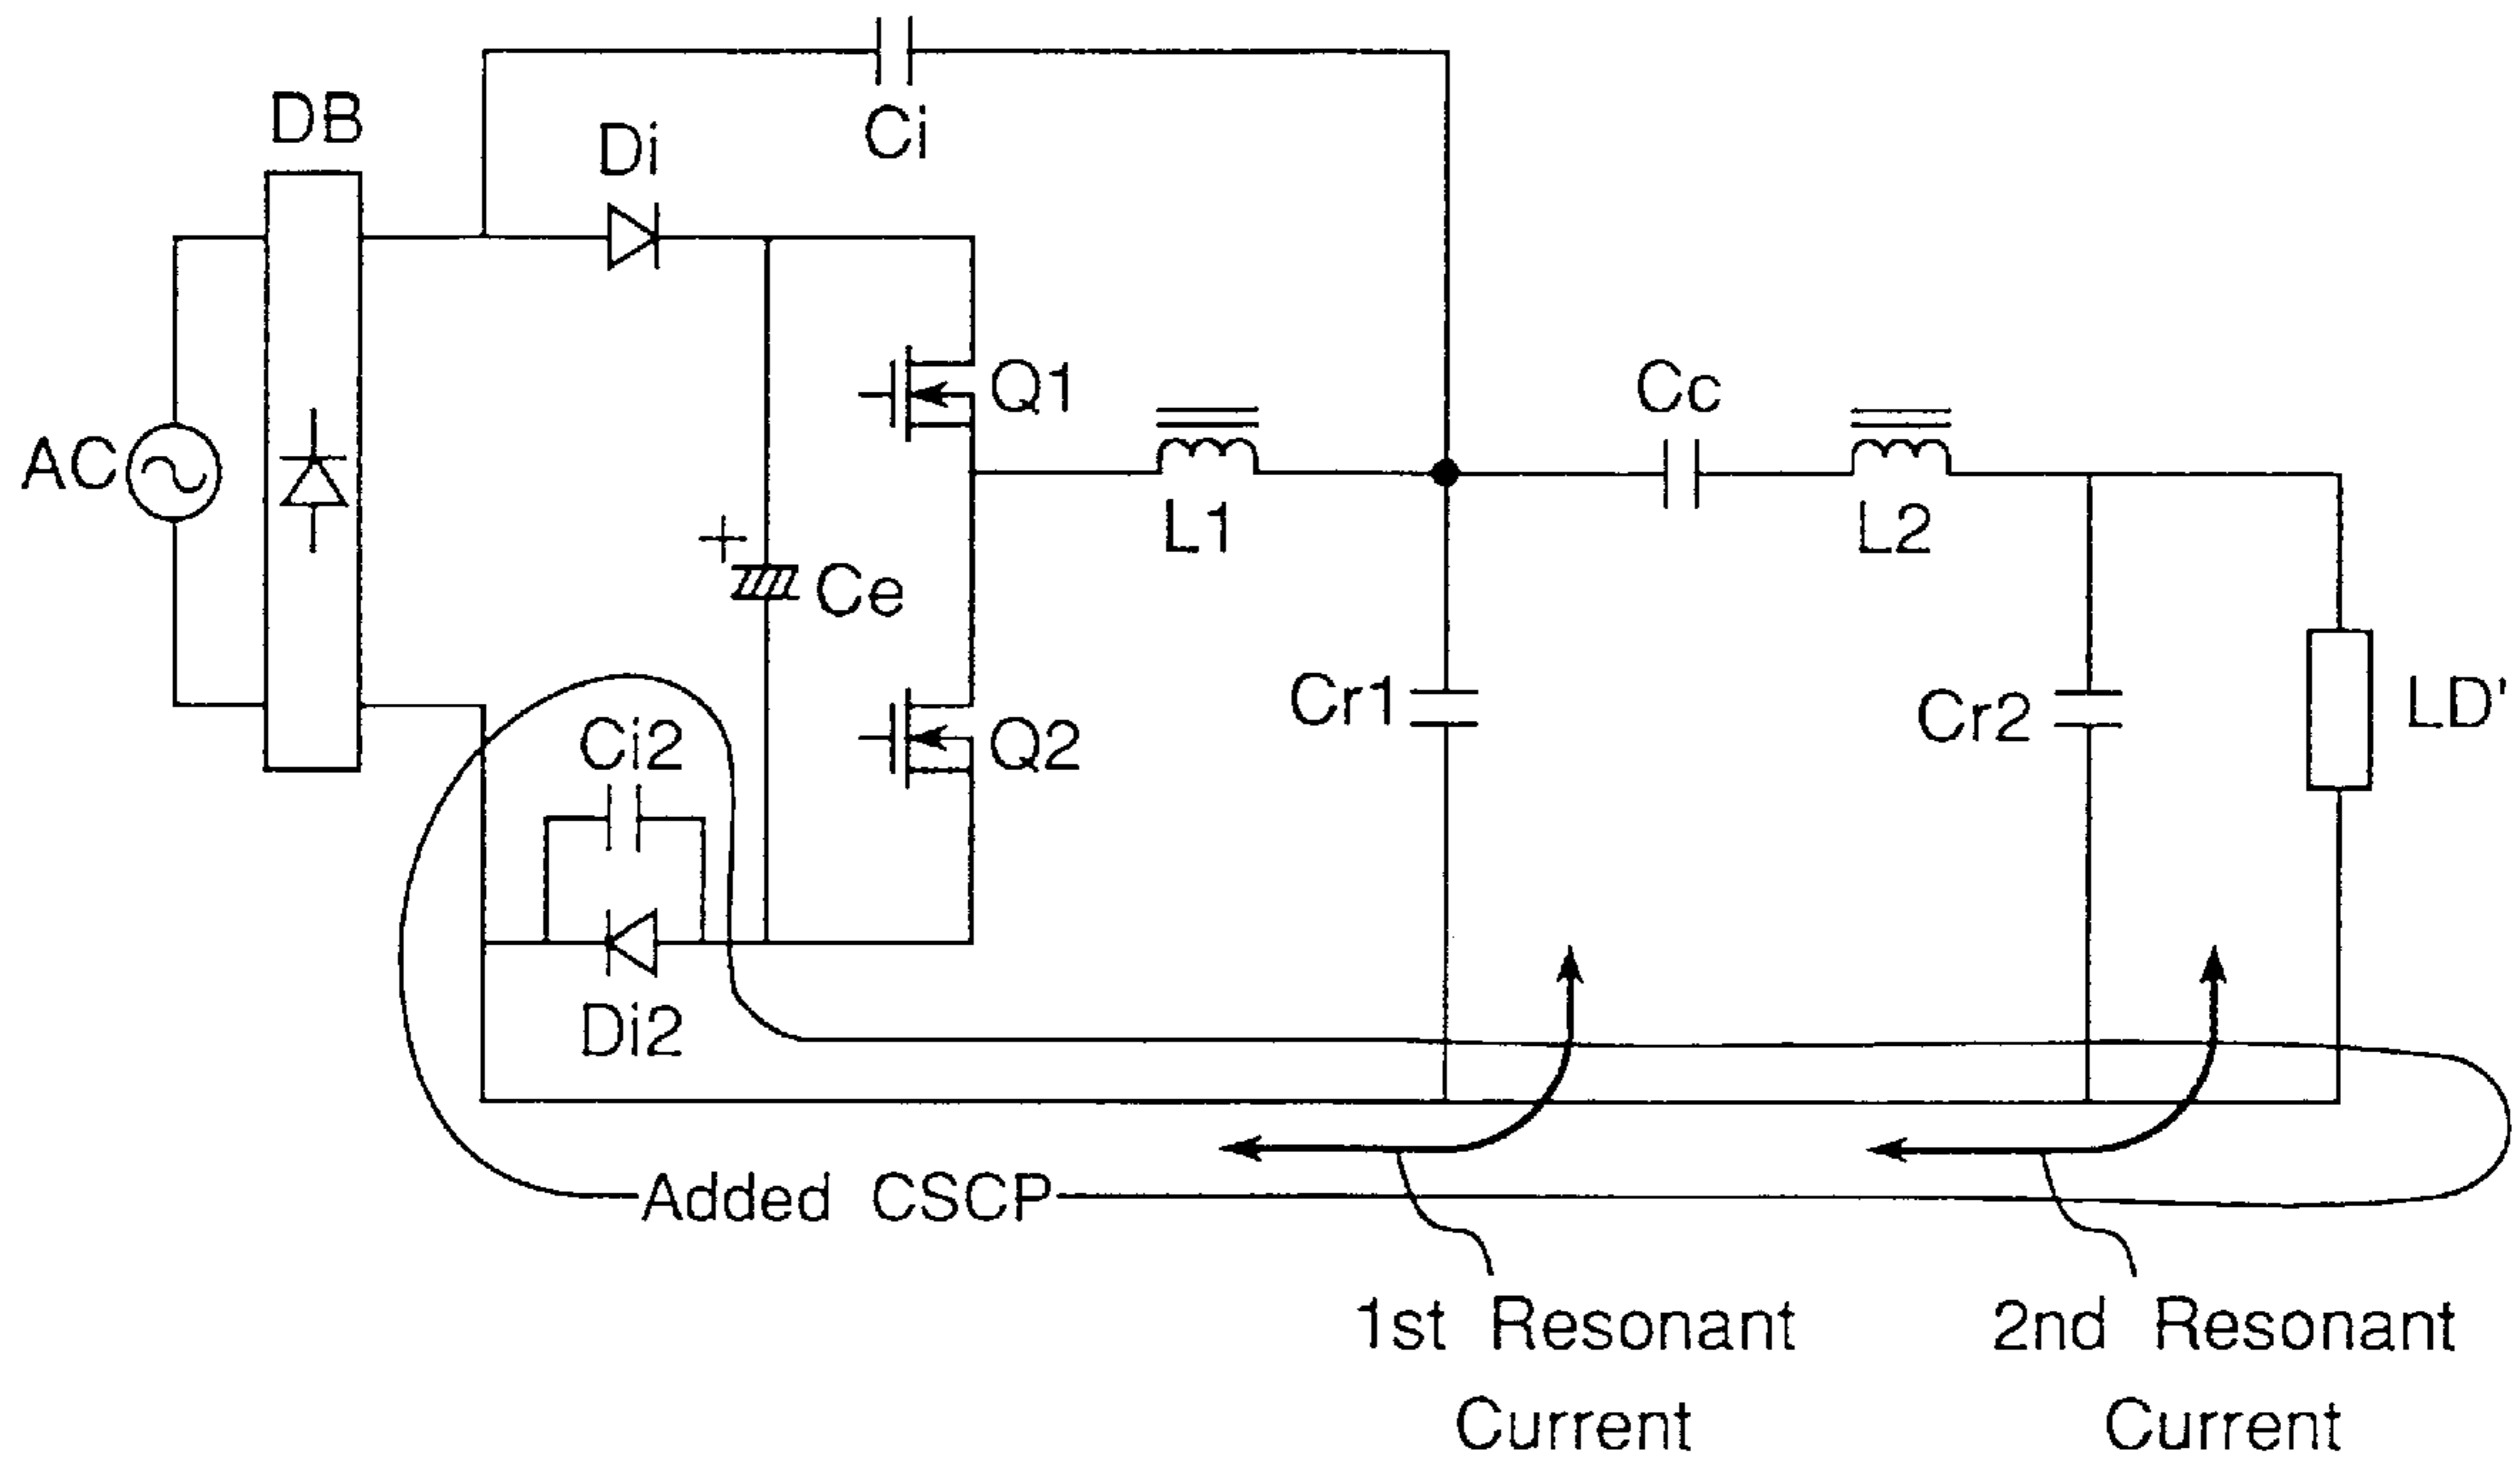 DB
Di
Ci
AC
Q1
Cc
L1
L2
+
Ce
Cr1
Cr2
LD'
Ci2
Q2
Di2
Added CSCP
1st Resonant
Current
2nd Resonant
Current